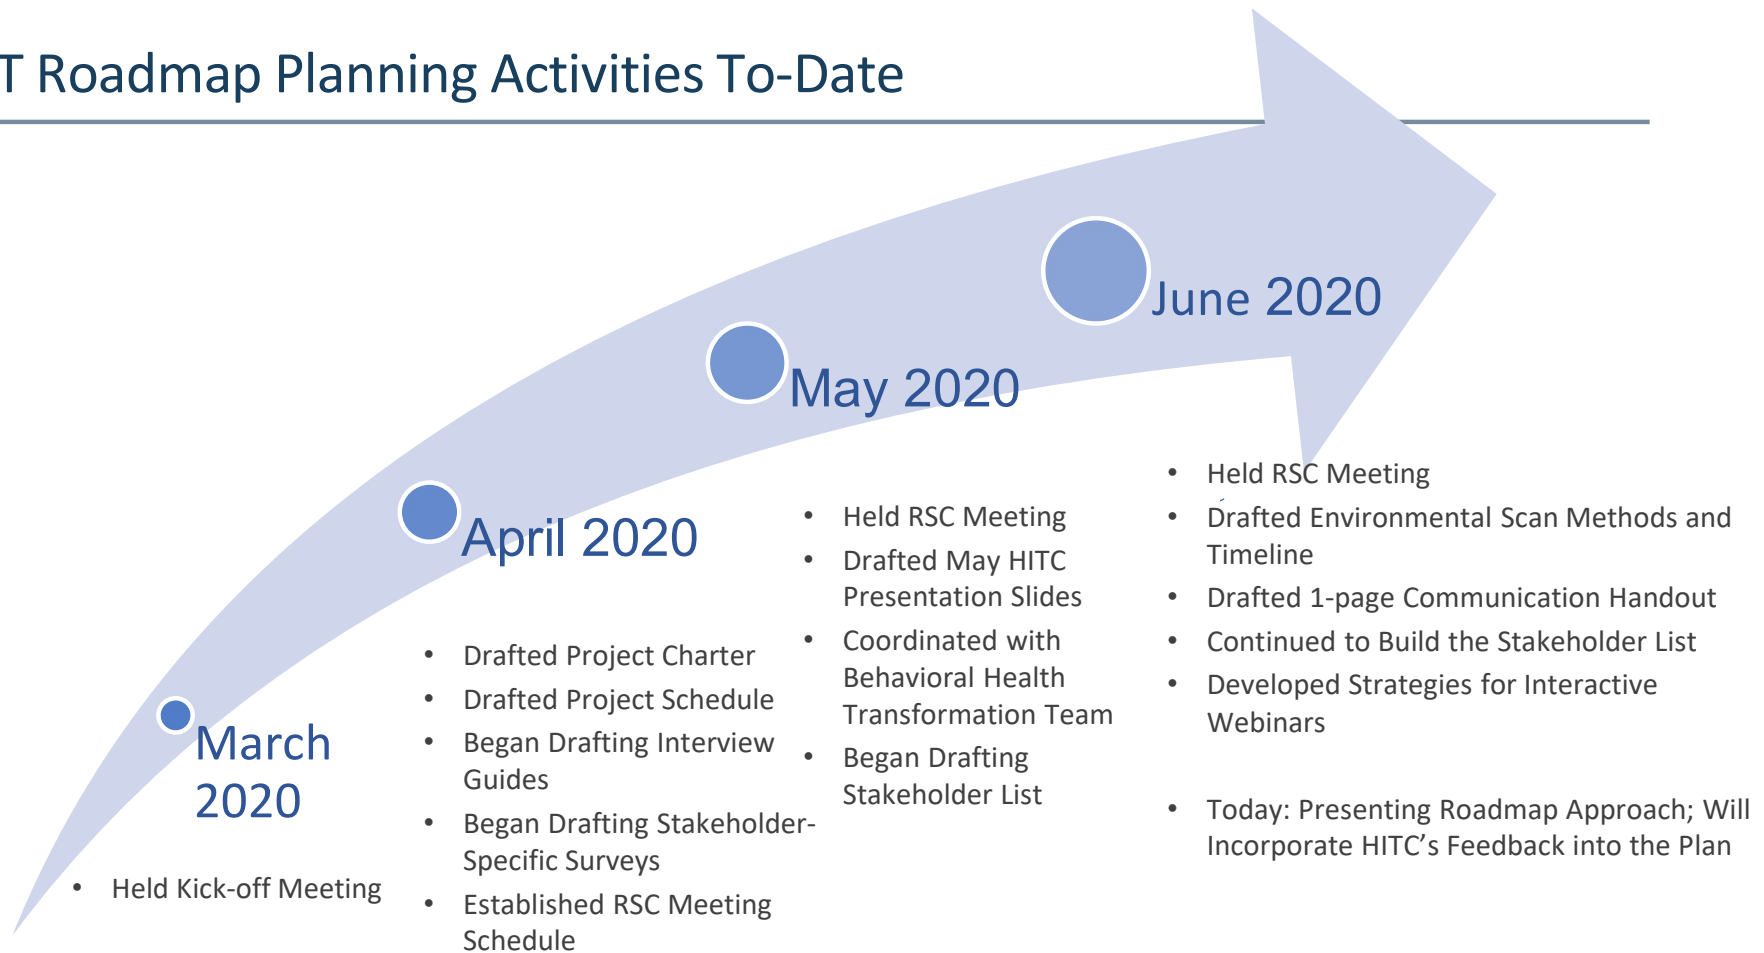 T Roadmap Planning Activities To-Date
June 2020
May 2020
April 2020
March
2020
• Held Kick-off Meeting
• Drafted Project Charter
• Drafted Project Schedule
• Began Drafting Interview
Guides
• Began Drafting Stakeholder-
Specific Surveys
• Established RSC Meeting
Schedule
• Held RSC Meeting
• Drafted May HITC
Presentation Slides
• Coordinated with
Behavioral Health
Transformation Team
• Began Drafting
Stakeholder List
• Held RSC Meeting
• Drafted Environmental Scan Methods and
Timeline
• Drafted 1-page Communication Handout
• Continued to Build the Stakeholder List
• Developed Strategies for Interactive
Webinars
• Today: Presenting Roadmap Approach; Will
Incorporate HITC’s Feedback into the Plan